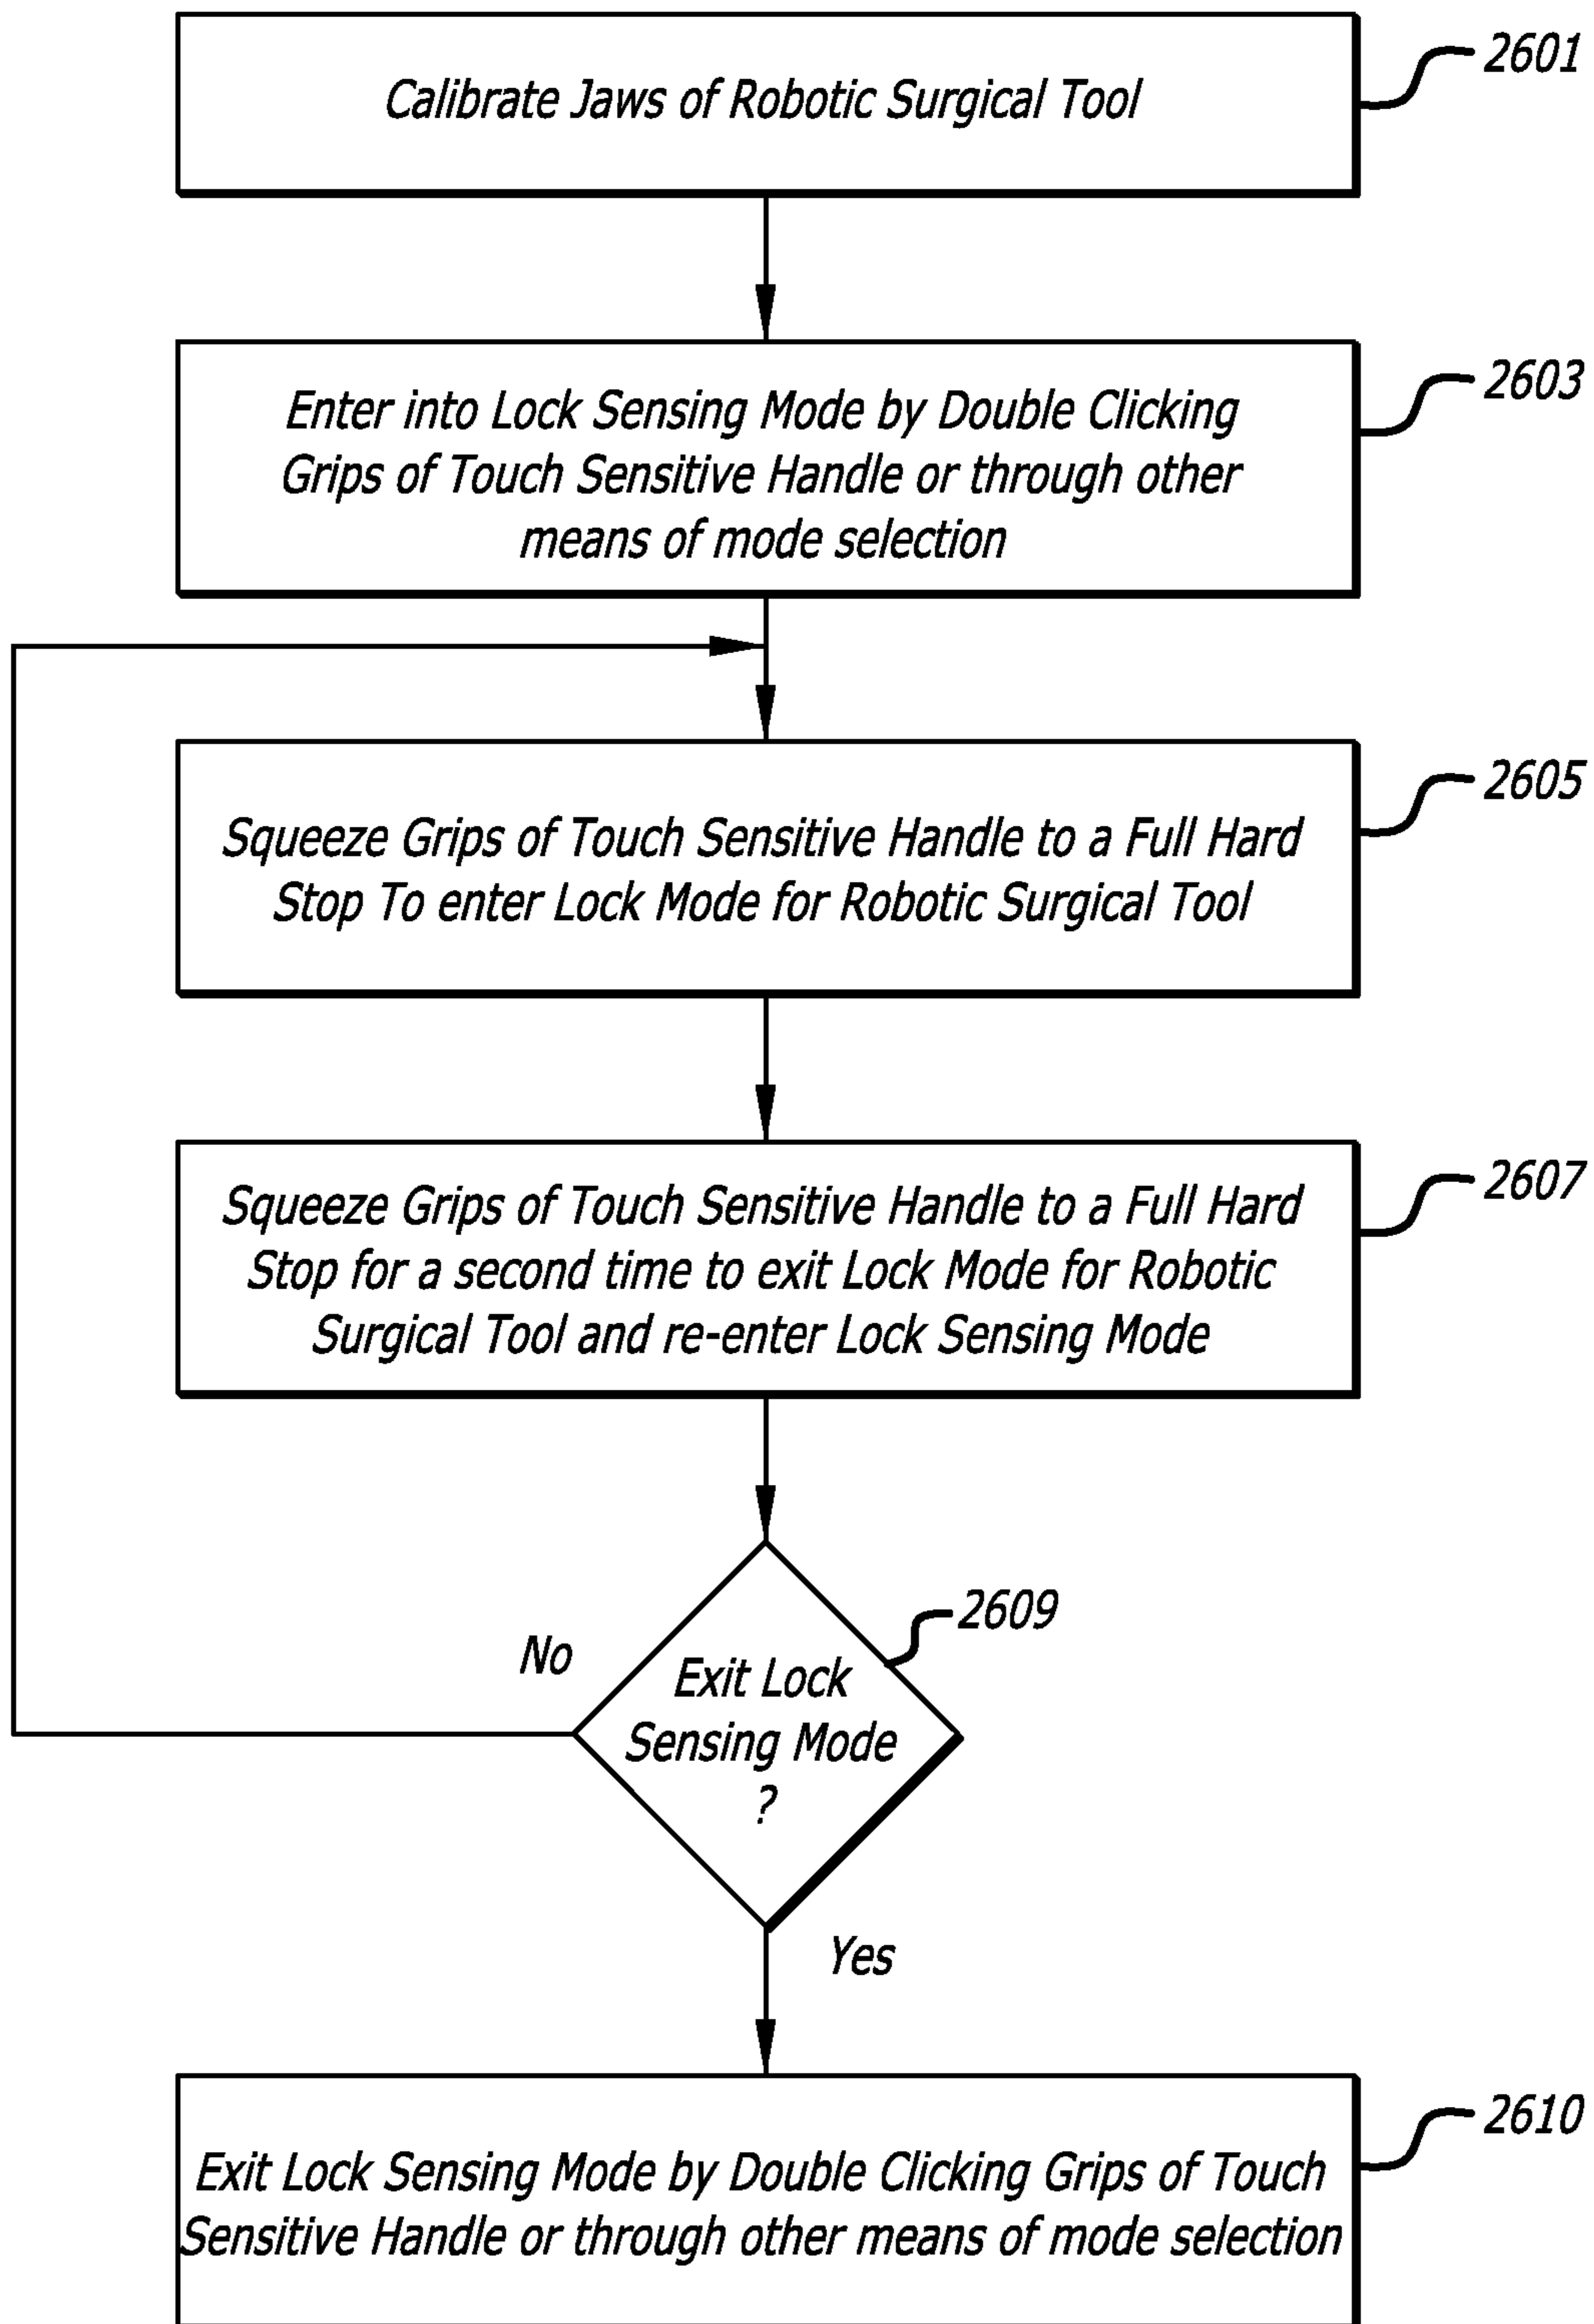 Calibrate Jaws of Robotic Surgical Tool
2601
Enter into Lock Sensing Mode by Double Clicking
Grips of Touch Sensitive Handle or through other
means of mode selection
2603
Squeeze Grips of Touch Sensitive Handle to a Full Hard
Stop To enter Lock Mode for Robotic Surgical Tool
2605
Squeeze Grips of Touch Sensitive Handle to a Full Hard
Stop for a second time to exit Lock Mode for Robotic
Surgical Tool and re-enter Lock Sensing Mode
2607
Exit Lock
Sensing Mode
?
2609
No
Yes
Exit Lock Sensing Mode by Double Clicking Grips of Touch
Sensitive Handle or through other means of mode selection
2610